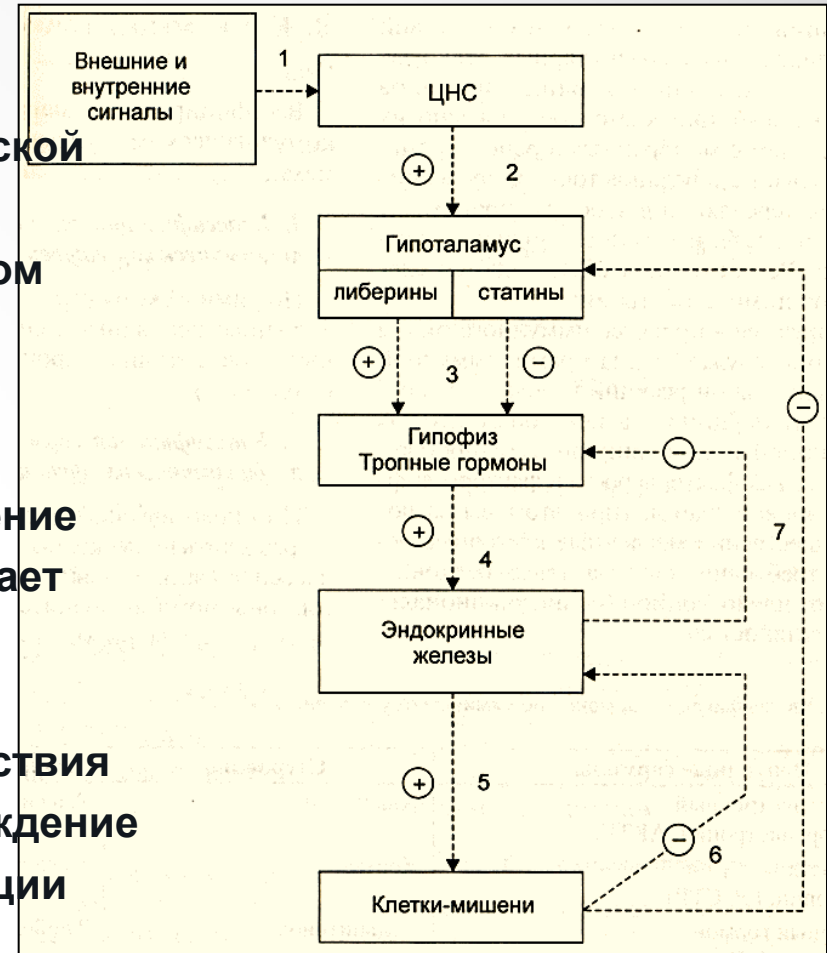 ской
ом
ение
ает
ствия
ждение
ции
Внешние и
внутренние
сигналы
1
ЦНС
+
2
Гипоталамус
либерины
статины
+
3
−
−
Гипофиз
Тропные гормоны
−
+
4
7
Эндокринные
железы
+
5
−
6
Клетки-мишени